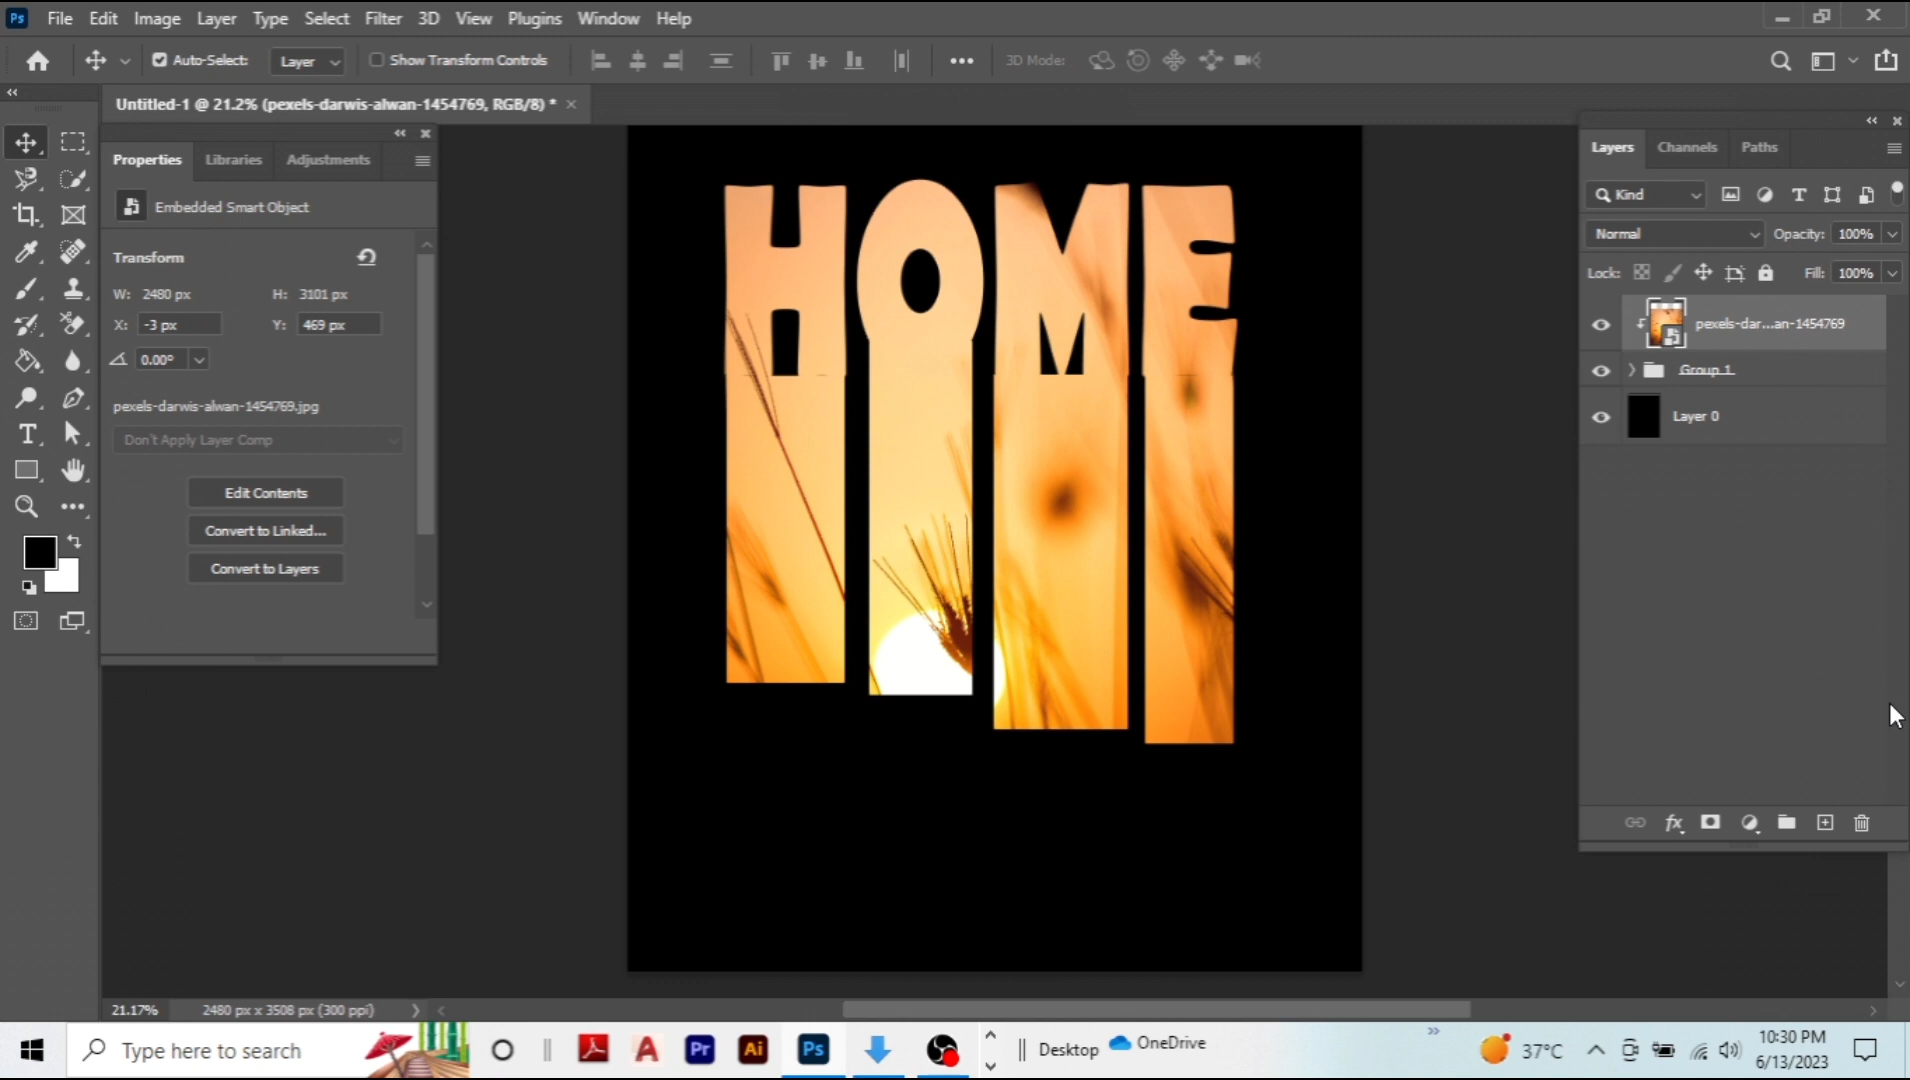 Ps File Edit Image Layer Type Select Filter 3D View Plugins Window Help
Auto-Select: Layer Show Transform Controls 3D Mode:
Untitled-1 @ 21.2% (pexels-darwis-alwan-1454769, RGB/8) *
Properties Libraries Adjustments
Embedded Smart Object
Transform
W: 2480 px H: 3101 px
X: -3 px Y: 469 px
0.00°
pexels-darwis-alwan-1454769.jpg
Don't Apply Layer Comp
Edit Contents
Convert to Linked...
Convert to Layers
HOME
Layers Channels Paths
Kind
Normal Opacity: 100%
Lock: Fill: 100%
pexels-dar...an-1454769
Group 1
Layer 0
fx
21.17% 2480 px x 3508 px (300 ppi)
Type here to search
Pr Ai Ps
Desktop OneDrive
37°C
10:30 PM
6/13/2023